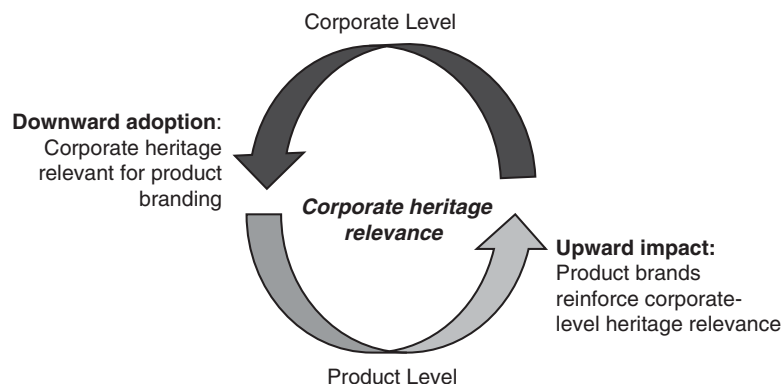 Corporate Level
Downward adoption:
Corporate heritage
relevant for product
branding
Corporate heritage
relevance
Upward impact:
Product brands
reinforce corporate-
level heritage relevance
Product Level